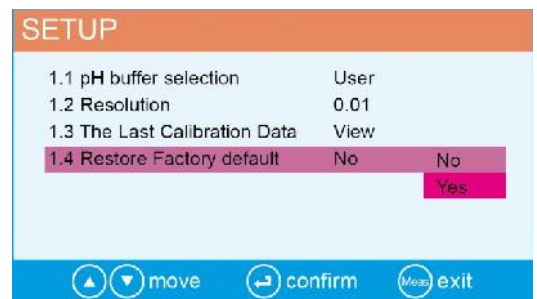 SETUP
1.1 pH buffer selection User
1.2 Resolution 0.01
1.3 The Last Calibration Data View
1.4 Restore Factory default No No
Yes
move confirm Meas exit